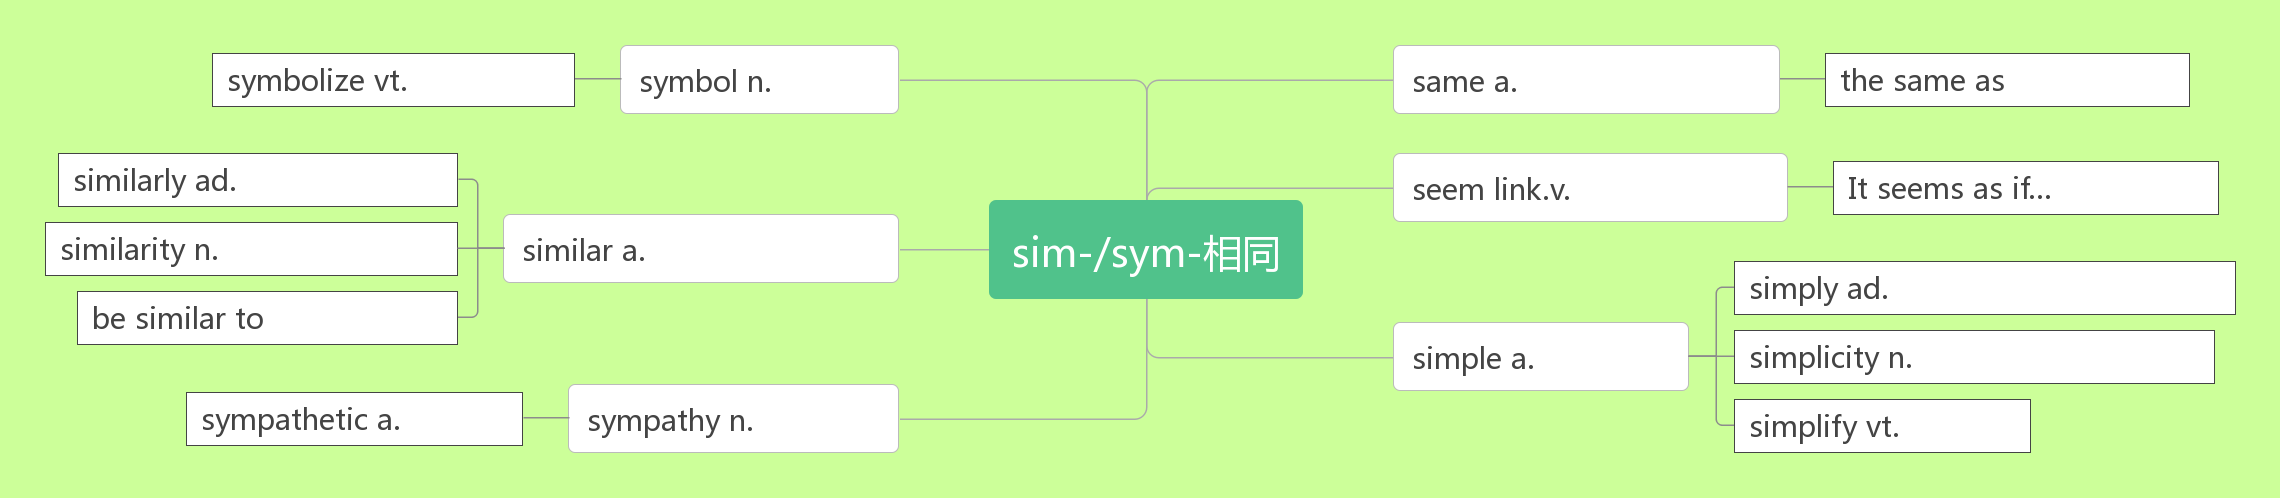 sim-/sym-相同
same a.
the same as
seem link.v.
It seems as if...
simple a.
simply ad.
simplicity n.
simplify vt.
symbol n.
symbolize vt.
similar a.
similarly ad.
similarity n.
be similar to
sympathy n.
sympathetic a.